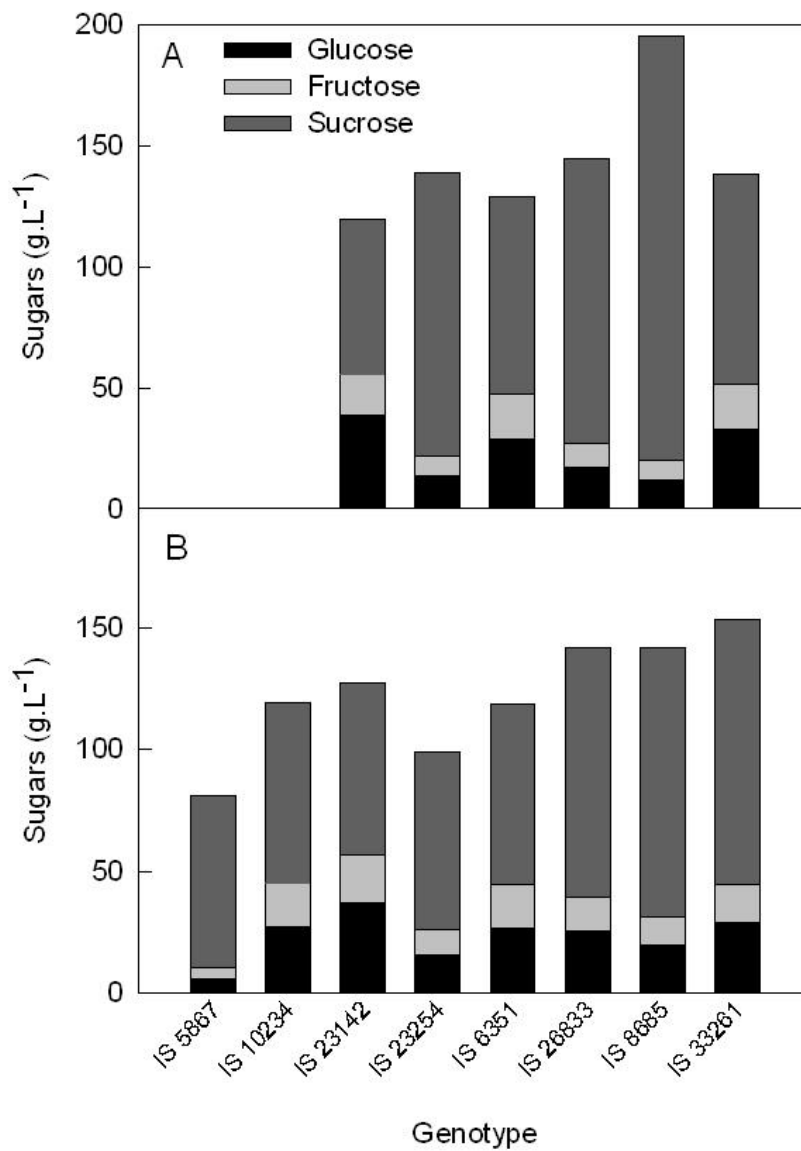 200
A
Glucose
Fructose
Sucrose
150
100
50
0
Sugars (g.L⁻¹)
B
150
100
50
0
Sugars (g.L⁻¹)
IS 5867
IS 10234
IS 23142
IS 23254
IS 6351
IS 26833
IS 8685
IS 33261
Genotype